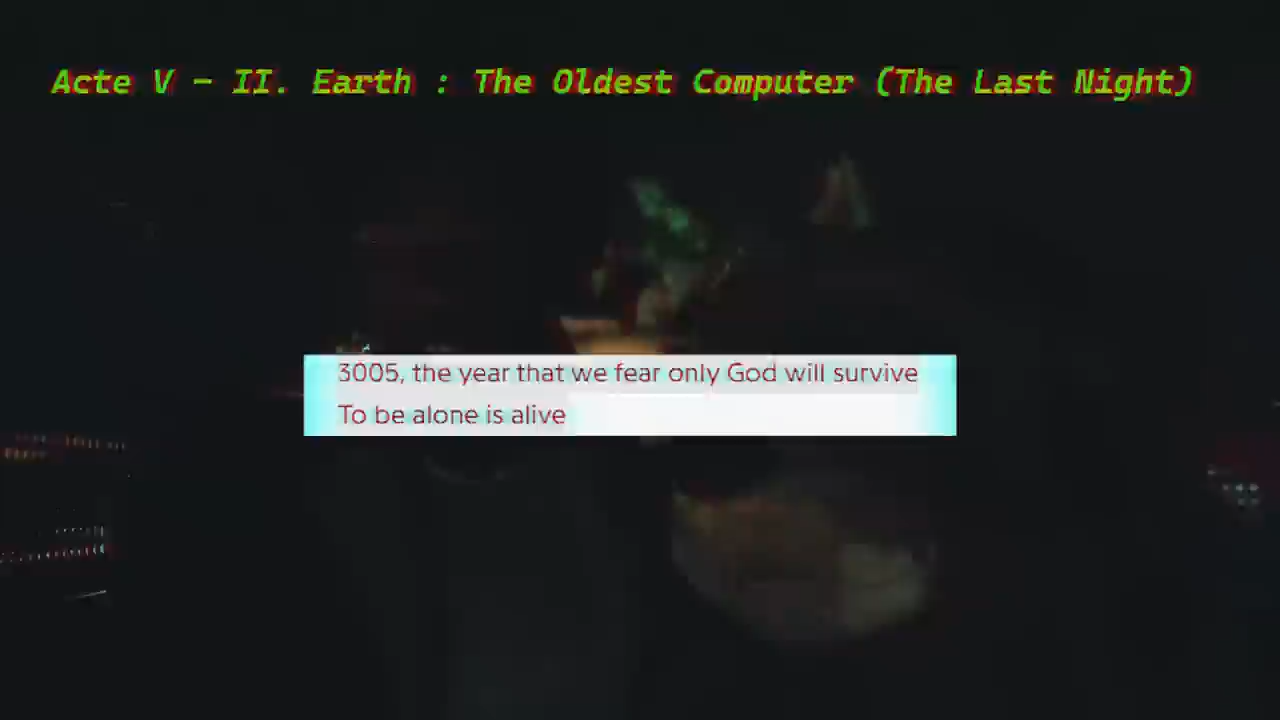 Acte V - II. Earth : The Oldest Computer (The Last Night)
3005, the year that we fear only God will survive
To be alone is alive